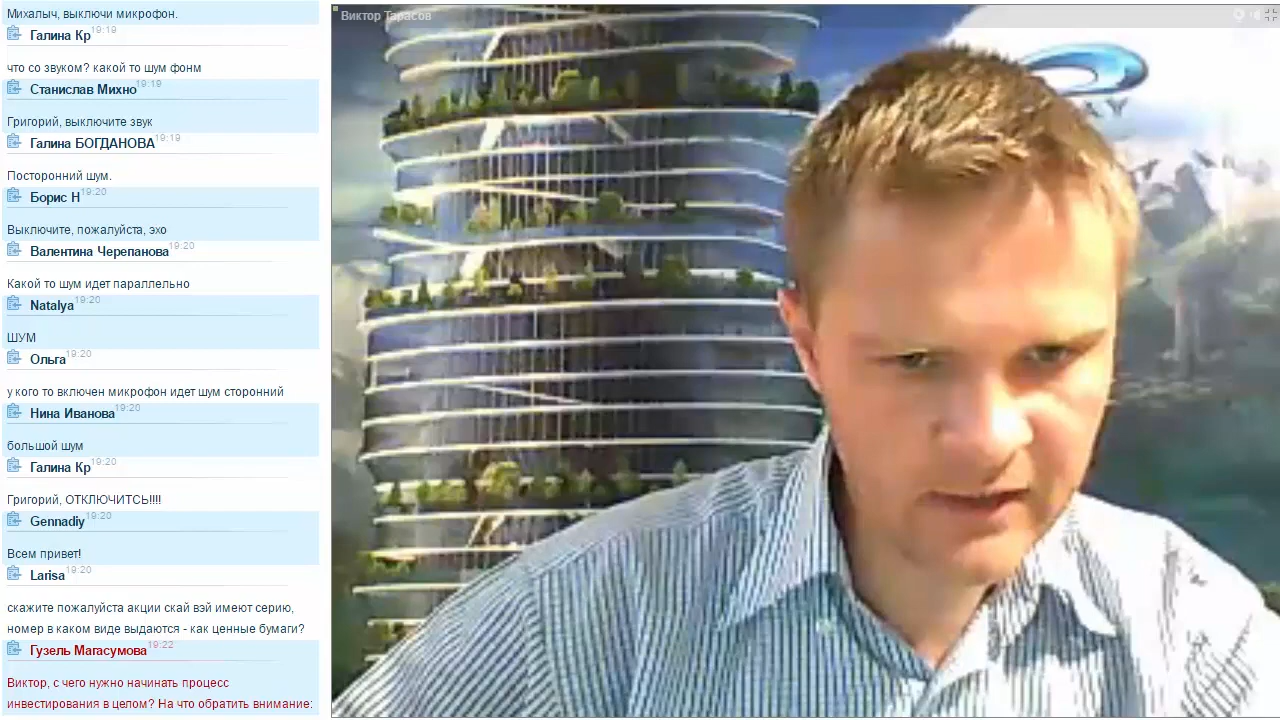 Михалыч, выключи микрофон.
Галина Кр 19:19
что со звуком? какой то шум фонм
Станислав Михно 19:19
Григорий, выключите звук
Галина БОГДАНОВА 19:19
Посторонний шум.
Борис Н 19:20
Выключите, пожалуйста, эхо
Валентина Черепанова 19:20
Какой то шум идет параллельно
Natalya 19:20
ШУМ
Ольга 19:20
у кого то включен микрофон идет шум сторонний
Нина Иванова 19:20
большой шум
Галина Кр 19:20
Григорий, ОТКЛЮЧИТСЬ!!!!
Gennadiy 19:20
Всем привет!
Larisa 19:20
скажите пожалуйста акции скай вэй имеют серию,
номер в каком виде выдаются - как ценные бумаги?
Гузель Магасумова 19:22
Виктор, с чего нужно начинать процесс
инвестирования в целом? На что обратить внимание:
Виктор Тарасов